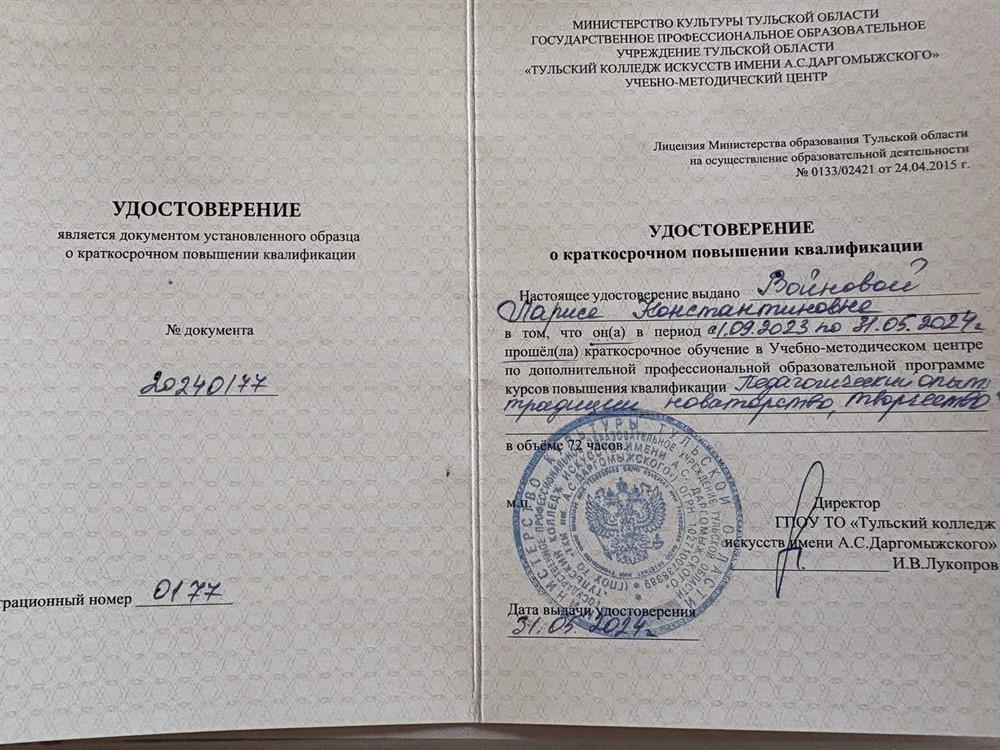 УДОСТОВЕРЕНИЕ
является документом установленного образца
о краткосрочном повышении квалификации
№ документа
20240177
трационный номер 0177
МИНИСТЕРСТВО КУЛЬТУРЫ ТУЛЬСКОЙ ОБЛАСТИ
ГОСУДАРСТВЕННОЕ ПРОФЕССИОНАЛЬНОЕ ОБРАЗОВАТЕЛЬНОЕ
УЧРЕЖДЕНИЕ ТУЛЬСКОЙ ОБЛАСТИ
«ТУЛЬСКИЙ КОЛЛЕДЖ ИСКУССТВ ИМЕНИ А.С.ДАРГОМЫЖСКОГО»
УЧЕБНО-МЕТОДИЧЕСКИЙ ЦЕНТР
Лицензия Министерства образования Тульской области
на осуществление образовательной деятельности
№ 0133/02421 от 24.04.2015 г.
УДОСТОВЕРЕНИЕ
о краткосрочном повышении квалификации
Настоящее удостоверение выдано Войновой
Ларисе Константиновне
в том, что он(а) в период с 1.09.2023 по 31.05.2024г
прошёл(ла) краткосрочное обучение в Учебно-методическом центре
по дополнительной профессиональной образовательной программе
курсов повышения квалификации Педагогический опыт:
традиции новаторство, творчество
в объёме 72 часов.
м.п.
Директор
ГПОУ ТО «Тульский колледж
искусств имени А.С.Даргомыжского»
И.В.Лукопров
Дата выдачи удостоверения
31.05.2024г.
МИНИСТЕРСТВО КУЛЬТУРЫ ТУЛЬСКОЙ ОБЛАСТИ